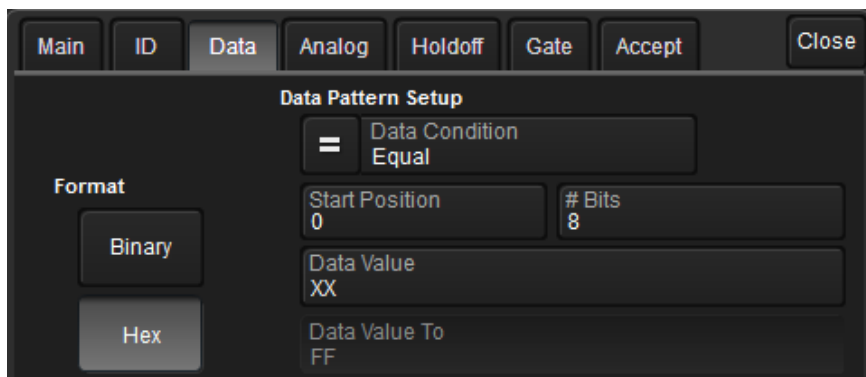 Main ID Data Analog Holdoff Gate Accept Close
Data Pattern Setup
= Data Condition
Equal
Format
Start Position # Bits
0 8
Binary
Data Value
XX
Hex
Data Value To
FF